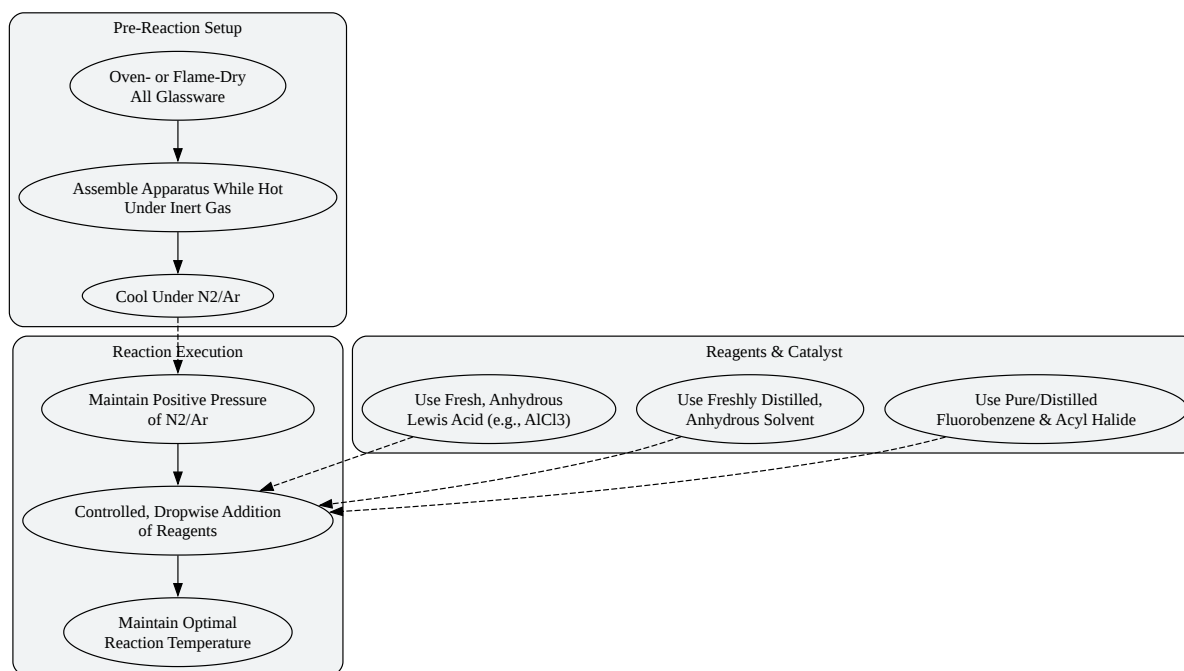 Pre-Reaction Setup
Oven- or Flame-Dry
All Glassware
Assemble Apparatus While Hot
Under Inert Gas
Cool Under N2/Ar
Reaction Execution
Maintain Positive Pressure
of N2/Ar
Controlled, Dropwise Addition
of Reagents
Maintain Optimal
Reaction Temperature
Reagents & Catalyst
Use Fresh, Anhydrous
Lewis Acid (e.g., AlCl3)
Use Freshly Distilled,
Anhydrous Solvent
Use Pure/Distilled
Fluorobenzene & Acyl Halide